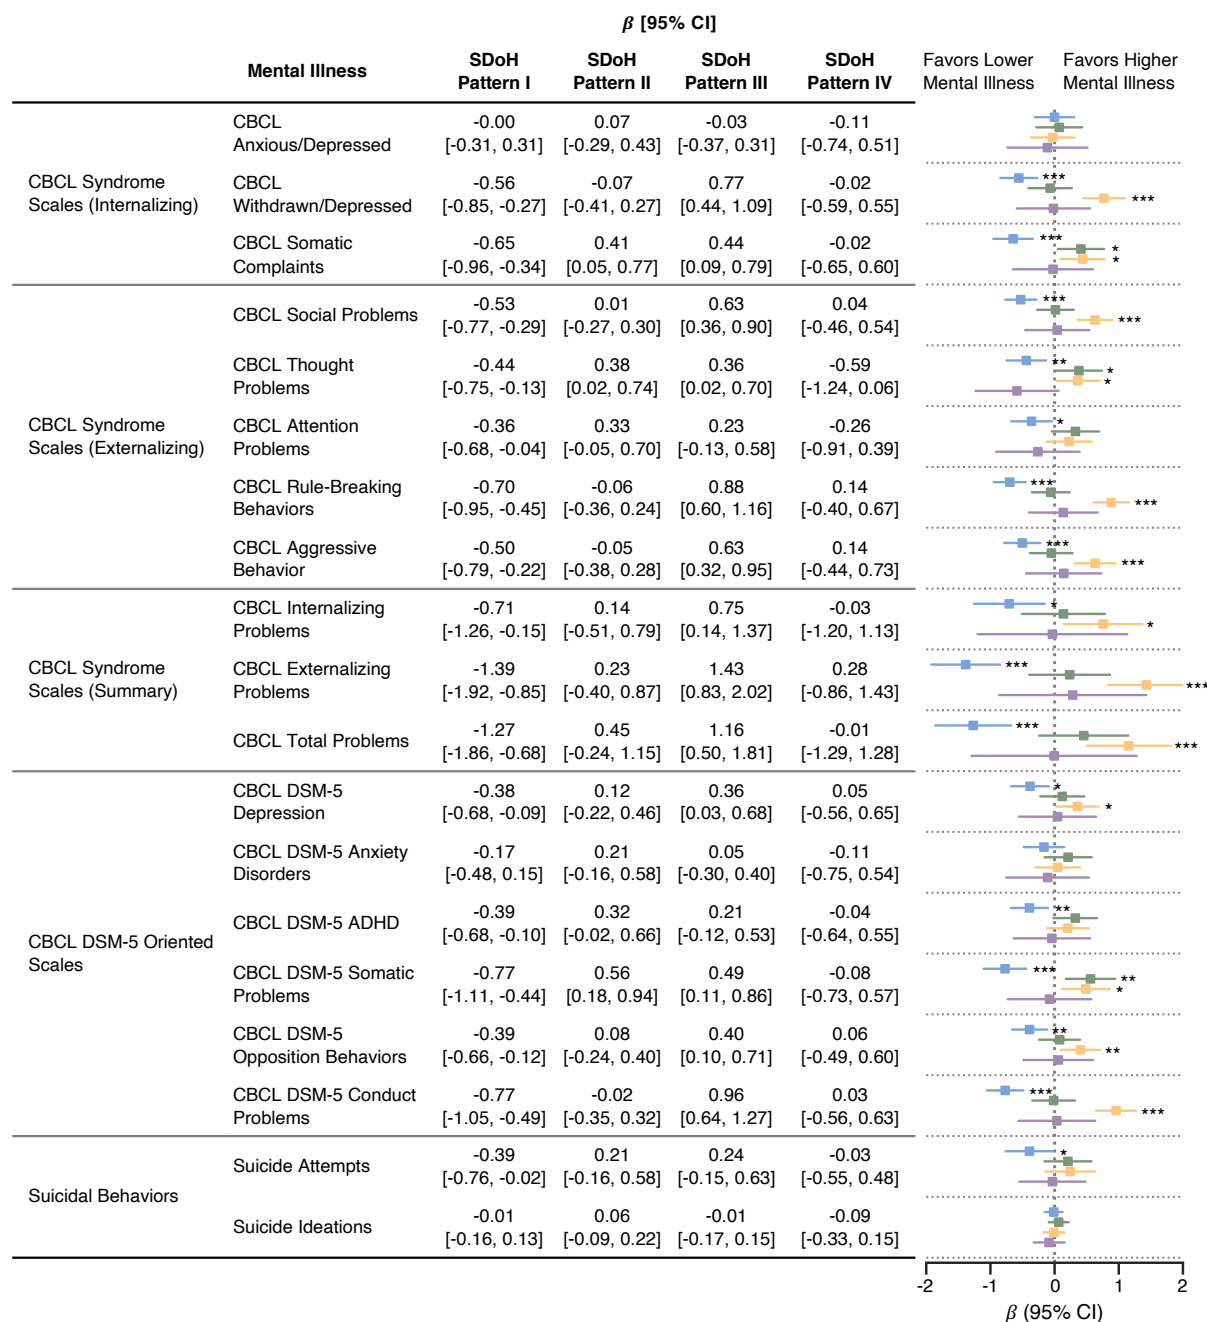 β [95% CI]
Mental Illness
SDoH
Pattern I
SDoH
Pattern II
SDoH
Pattern III
SDoH
Pattern IV
Favors Lower
Mental Illness
Favors Higher
Mental Illness
CBCL Syndrome
Scales (Internalizing)
CBCL
Anxious/Depressed
-0.00 0.07 -0.03 -0.11
[-0.31, 0.31] [-0.29, 0.43] [-0.37, 0.31] [-0.74, 0.51]
CBCL
Withdrawn/Depressed
-0.56 -0.07 0.77 -0.02
[-0.85, -0.27] [-0.41, 0.27] [0.44, 1.09] [-0.59, 0.55]
***
***
CBCL Somatic
Complaints
-0.65 0.41 0.44 -0.02
[-0.96, -0.34] [0.05, 0.77] [0.09, 0.79] [-0.65, 0.60]
***
*
*
CBCL Syndrome
Scales (Externalizing)
CBCL Social Problems
-0.53 0.01 0.63 0.04
[-0.77, -0.29] [-0.27, 0.30] [0.36, 0.90] [-0.46, 0.54]
***
***
CBCL Thought
Problems
-0.44 0.38 0.36 -0.59
[-0.75, -0.13] [0.02, 0.74] [0.02, 0.70] [-1.24, 0.06]
**
*
*
CBCL Attention
Problems
-0.36 0.33 0.23 -0.26
[-0.68, -0.04] [-0.05, 0.70] [-0.13, 0.58] [-0.91, 0.39]
*
CBCL Rule-Breaking
Behaviors
-0.70 -0.06 0.88 0.14
[-0.95, -0.45] [-0.36, 0.24] [0.60, 1.16] [-0.40, 0.67]
***
***
CBCL Aggressive
Behavior
-0.50 -0.05 0.63 0.14
[-0.79, -0.22] [-0.38, 0.28] [0.32, 0.95] [-0.44, 0.73]
***
***
CBCL Syndrome
Scales (Summary)
CBCL Internalizing
Problems
-0.71 0.14 0.75 -0.03
[-1.26, -0.15] [-0.51, 0.79] [0.14, 1.37] [-1.20, 1.13]
*
*
CBCL Externalizing
Problems
-1.39 0.23 1.43 0.28
[-1.92, -0.85] [-0.40, 0.87] [0.83, 2.02] [-0.86, 1.43]
***
***
CBCL Total Problems
-1.27 0.45 1.16 -0.01
[-1.86, -0.68] [-0.24, 1.15] [0.50, 1.81] [-1.29, 1.28]
***
***
CBCL DSM-5 Oriented
Scales
CBCL DSM-5
Depression
-0.38 0.12 0.36 0.05
[-0.68, -0.09] [-0.22, 0.46] [0.03, 0.68] [-0.56, 0.65]
*
*
CBCL DSM-5 Anxiety
Disorders
-0.17 0.21 0.05 -0.11
[-0.48, 0.15] [-0.16, 0.58] [-0.30, 0.40] [-0.75, 0.54]
CBCL DSM-5 ADHD
-0.39 0.32 0.21 -0.04
[-0.68, -0.10] [-0.02, 0.66] [-0.12, 0.53] [-0.64, 0.55]
**
CBCL DSM-5 Somatic
Problems
-0.77 0.56 0.49 -0.08
[-1.11, -0.44] [0.18, 0.94] [0.11, 0.86] [-0.73, 0.57]
***
**
*
CBCL DSM-5
Opposition Behaviors
-0.39 0.08 0.40 0.06
[-0.66, -0.12] [-0.24, 0.40] [0.10, 0.71] [-0.49, 0.60]
**
**
CBCL DSM-5 Conduct
Problems
-0.77 -0.02 0.96 0.03
[-1.05, -0.49] [-0.35, 0.32] [0.64, 1.27] [-0.56, 0.63]
***
***
Suicidal Behaviors
Suicide Attempts
-0.39 0.21 0.24 -0.03
[-0.76, -0.02] [-0.16, 0.58] [-0.15, 0.63] [-0.55, 0.48]
*
Suicide Ideations
-0.01 0.06 -0.01 -0.09
[-0.16, 0.13] [-0.09, 0.22] [-0.17, 0.15] [-0.33, 0.15]
-2 -1 0 1 2
β (95% CI)